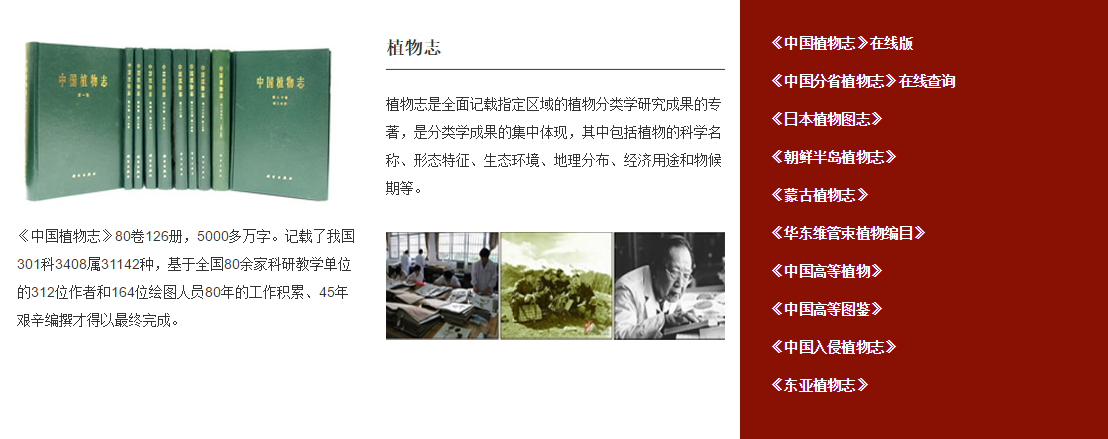 中国植物志
中国植物志
《中国植物志》80卷126册，5000多万字。记载了我国
301科3408属31142种，基于全国80余家科研教学单位
的312位作者和164位绘图人员80年的工作积累、45年
艰辛编撰才得以最终完成。
植物志
植物志是全面记载指定区域的植物分类学研究成果的专
著，是分类学成果的集中体现，其中包括植物的科学名
称、形态特征、生态环境、地理分布、经济用途和物候
期等。
《中国植物志》在线版
《中国分省植物志》在线查询
《日本植物图志》
《朝鲜半岛植物志》
《蒙古植物志》
《华东维管束植物编目》
《中国高等植物》
《中国高等图鉴》
《中国入侵植物志》
《东亚植物志》